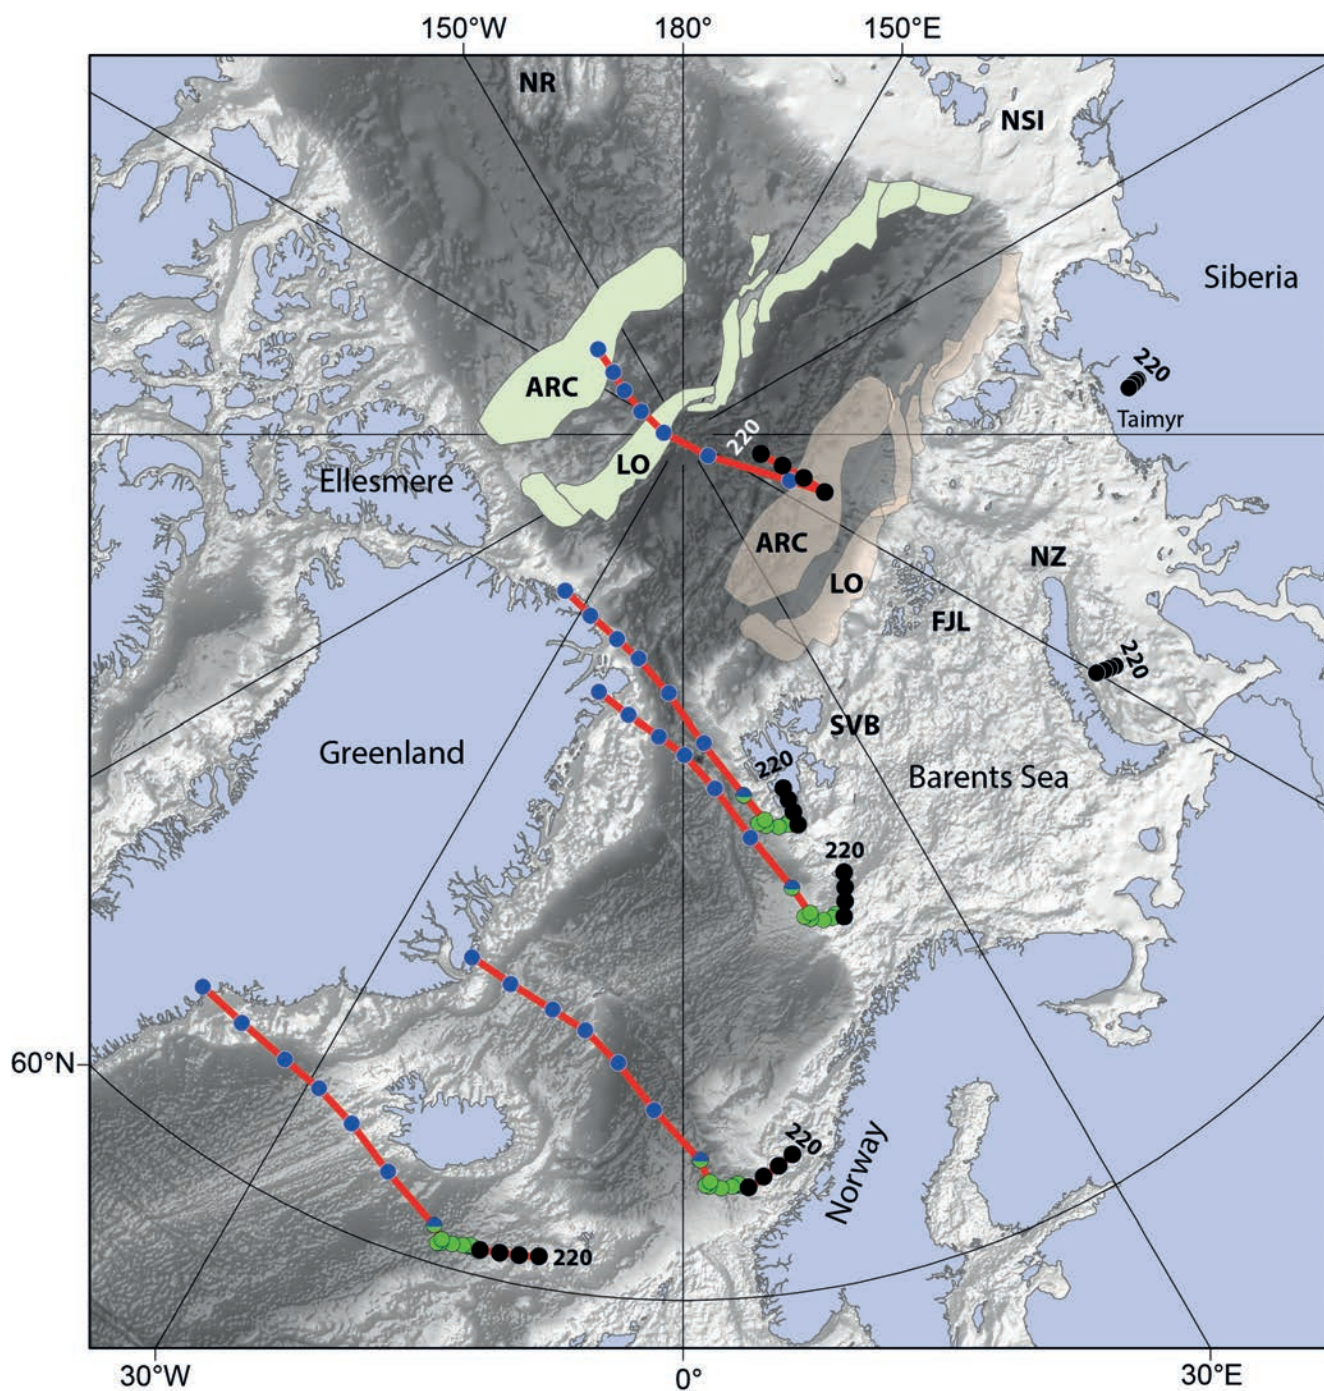 150°W
180°
150°E
NR
NSI
Siberia
220
Taimyr
ARC
220
LO
Ellesmere
ARC
NZ
LO
FJL
220
SVB
Greenland
220
Barents Sea
220
60°N
220
Norway
220
30°W
0°
30°E